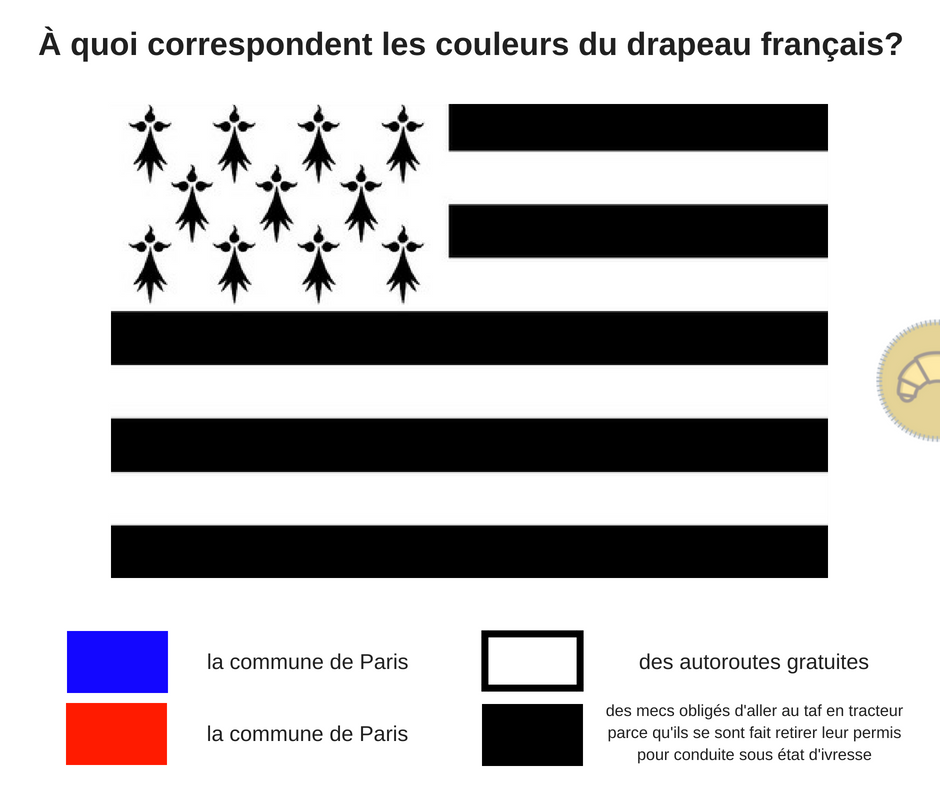 À quoi correspondent les couleurs du drapeau français?
la commune de Paris
des autoroutes gratuites
la commune de Paris
des mecs obligés d'aller au taf en tracteur
parce qu'ils se sont fait retirer leur permis
pour conduite sous état d'ivresse